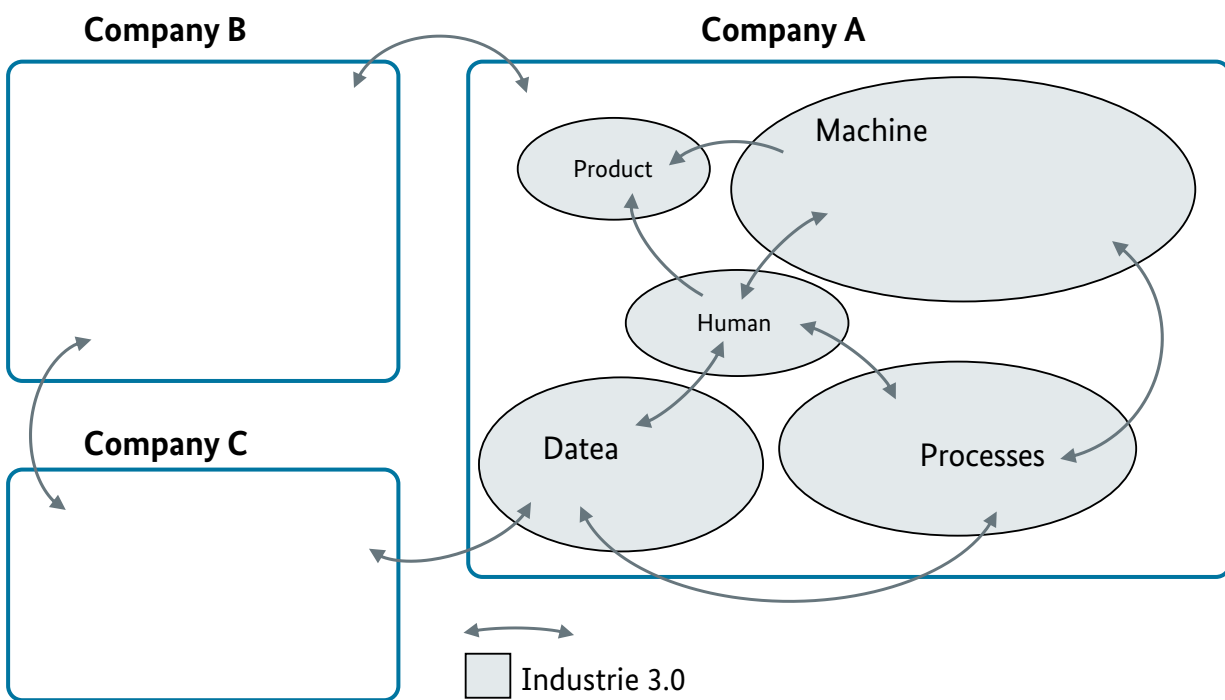 Company B
Company A
Machine
Product
Human
Company C
Datea
Processes
Industrie 3.0